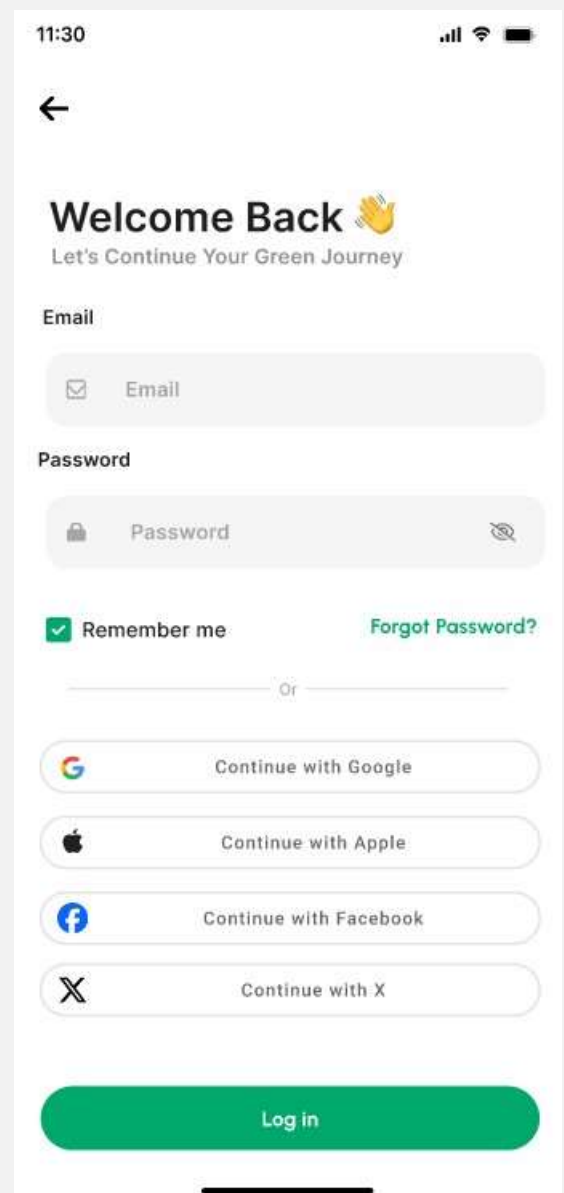 11:30
Welcome Back 👋
Let's Continue Your Green Journey
Email
Email
Password
Password
Remember me Forgot Password?
Or
Continue with Google
Continue with Apple
Continue with Facebook
Continue with X
Log in